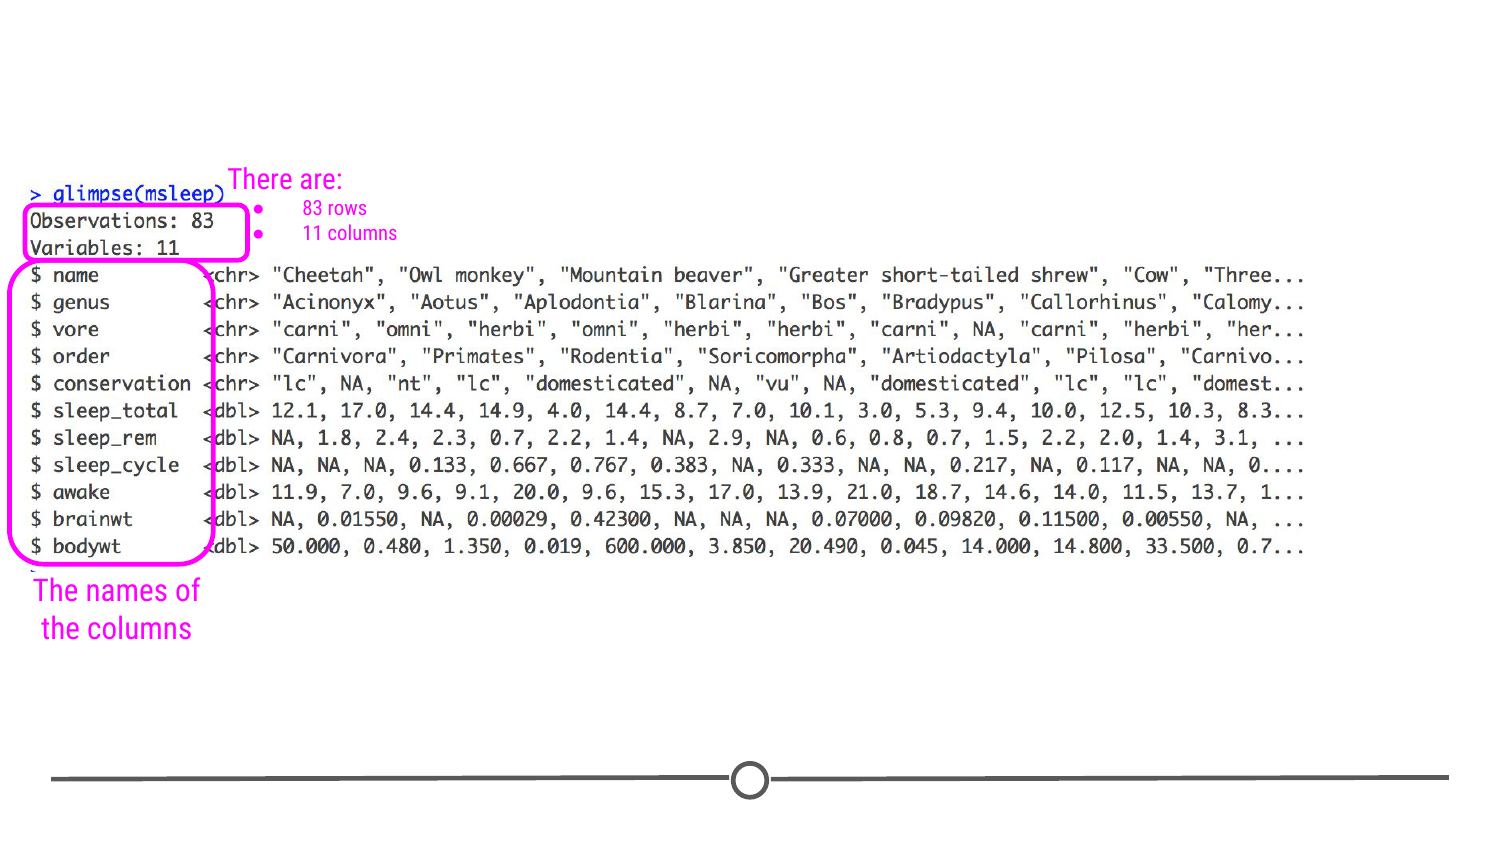 There are:
> glimpse(msleep)
• 83 rows
Observations: 83
• 11 columns
Variables: 11
$ name <chr> "Cheetah", "Owl monkey", "Mountain beaver", "Greater short-tailed shrew", "Cow", "Three...
$ genus <chr> "Acinonyx", "Aotus", "Aplodontia", "Blarina", "Bos", "Bradypus", "Callorhinus", "Calomy...
$ vore <chr> "carni", "omni", "herbi", "omni", "herbi", "herbi", "carni", NA, "carni", "herbi", "her...
$ order <chr> "Carnivora", "Primates", "Rodentia", "Soricomorpha", "Artiodactyla", "Pilosa", "Carnivo...
$ conservation <chr> "lc", NA, "nt", "lc", "domesticated", NA, "vu", NA, "domesticated", "lc", "lc", "domest...
$ sleep_total <dbl> 12.1, 17.0, 14.4, 14.9, 4.0, 14.4, 8.7, 7.0, 10.1, 3.0, 5.3, 9.4, 10.0, 12.5, 10.3, 8.3...
$ sleep_rem <dbl> NA, 1.8, 2.4, 2.3, 0.7, 2.2, 1.4, NA, 2.9, NA, 0.6, 0.8, 0.7, 1.5, 2.2, 2.0, 1.4, 3.1, ...
$ sleep_cycle <dbl> NA, NA, NA, 0.133, 0.667, 0.767, 0.383, NA, 0.333, NA, NA, 0.217, NA, 0.117, NA, NA, 0....
$ awake <dbl> 11.9, 7.0, 9.6, 9.1, 20.0, 9.6, 15.3, 17.0, 13.9, 21.0, 18.7, 14.6, 14.0, 11.5, 13.7, 1...
$ brainwt <dbl> NA, 0.01550, NA, 0.00029, 0.42300, NA, NA, NA, 0.07000, 0.09820, 0.11500, 0.00550, NA, ...
$ bodywt <dbl> 50.000, 0.480, 1.350, 0.019, 600.000, 3.850, 20.490, 0.045, 14.000, 14.800, 33.500, 0.7...
The names of
the columns